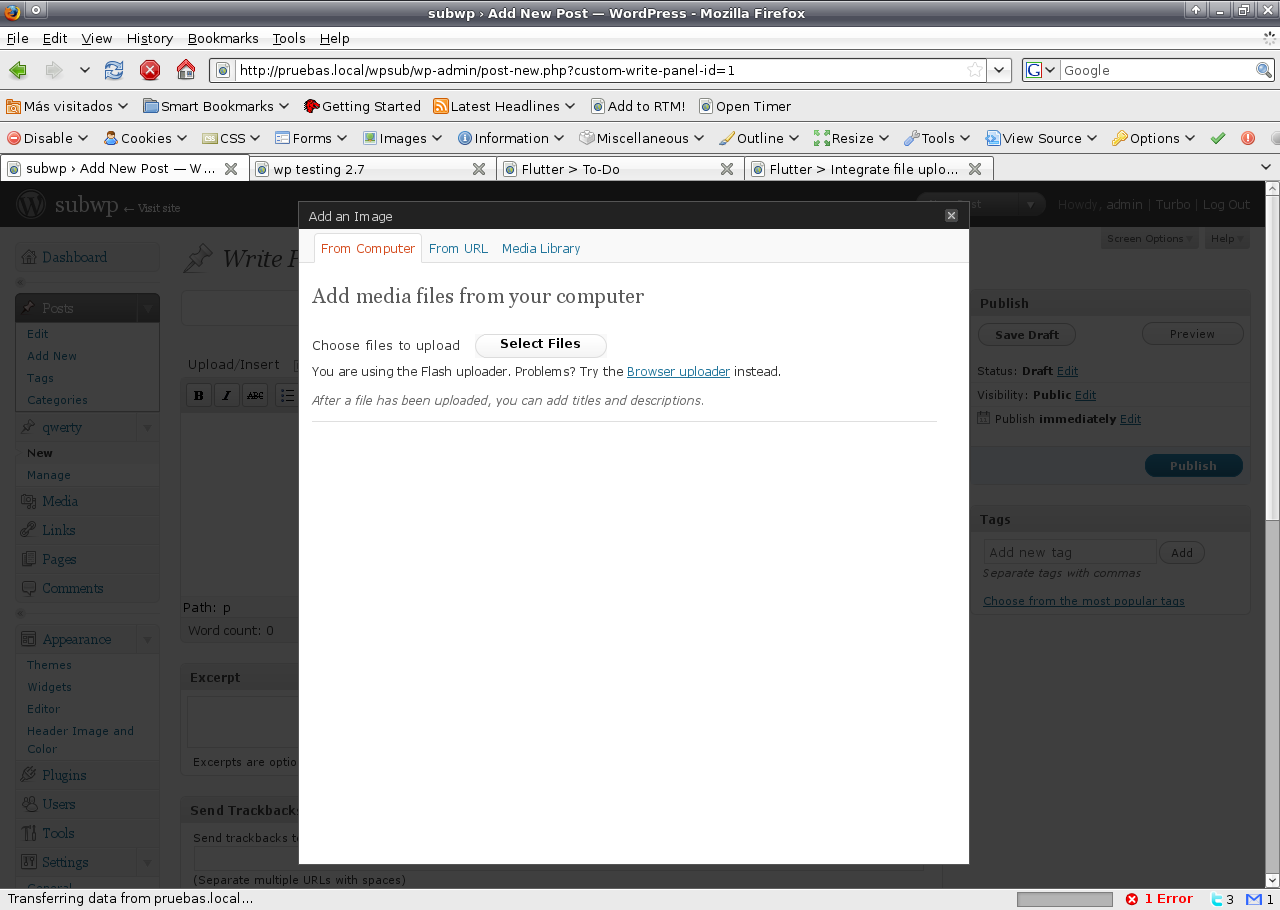 subwp › Add New Post — WordPress - Mozilla Firefox
File Edit View History Bookmarks Tools Help
http://pruebas.local/wpsub/wp-admin/post-new.php?custom-write-panel-id=1
Google
Más visitados Smart Bookmarks Getting Started Latest Headlines Add to RTM! Open Timer
Disable Cookies CSS Forms Images Information Miscellaneous Outline Resize Tools View Source Options
subwp › Add New Post — W... wp testing 2.7 Flutter > To-Do Flutter > Integrate file uplo...
subwp ← Visit site
Howdy, admin | Turbo | Log Out
Screen Options Help
Dashboard
Posts
Edit
Add New
Tags
Categories
qwerty
New
Manage
Media
Links
Pages
Comments
Appearance
Themes
Widgets
Editor
Header Image and
Color
Plugins
Users
Tools
Settings
General
Write
Upload/Insert
B I ABC
Path: p
Word count: 0
Excerpt
Excerpts are optio
Send Trackback
Send trackbacks t
(Separate multiple URLs with spaces)
Add an Image
From Computer From URL Media Library
Add media files from your computer
Choose files to upload Select Files
You are using the Flash uploader. Problems? Try the Browser uploader instead.
After a file has been uploaded, you can add titles and descriptions.
Publish
Save Draft Preview
Status: Draft Edit
Visibility: Public Edit
Publish immediately Edit
Publish
Tags
Add new tag Add
Separate tags with commas
Choose from the most popular tags
Transferring data from pruebas.local...
1 Error 3 1